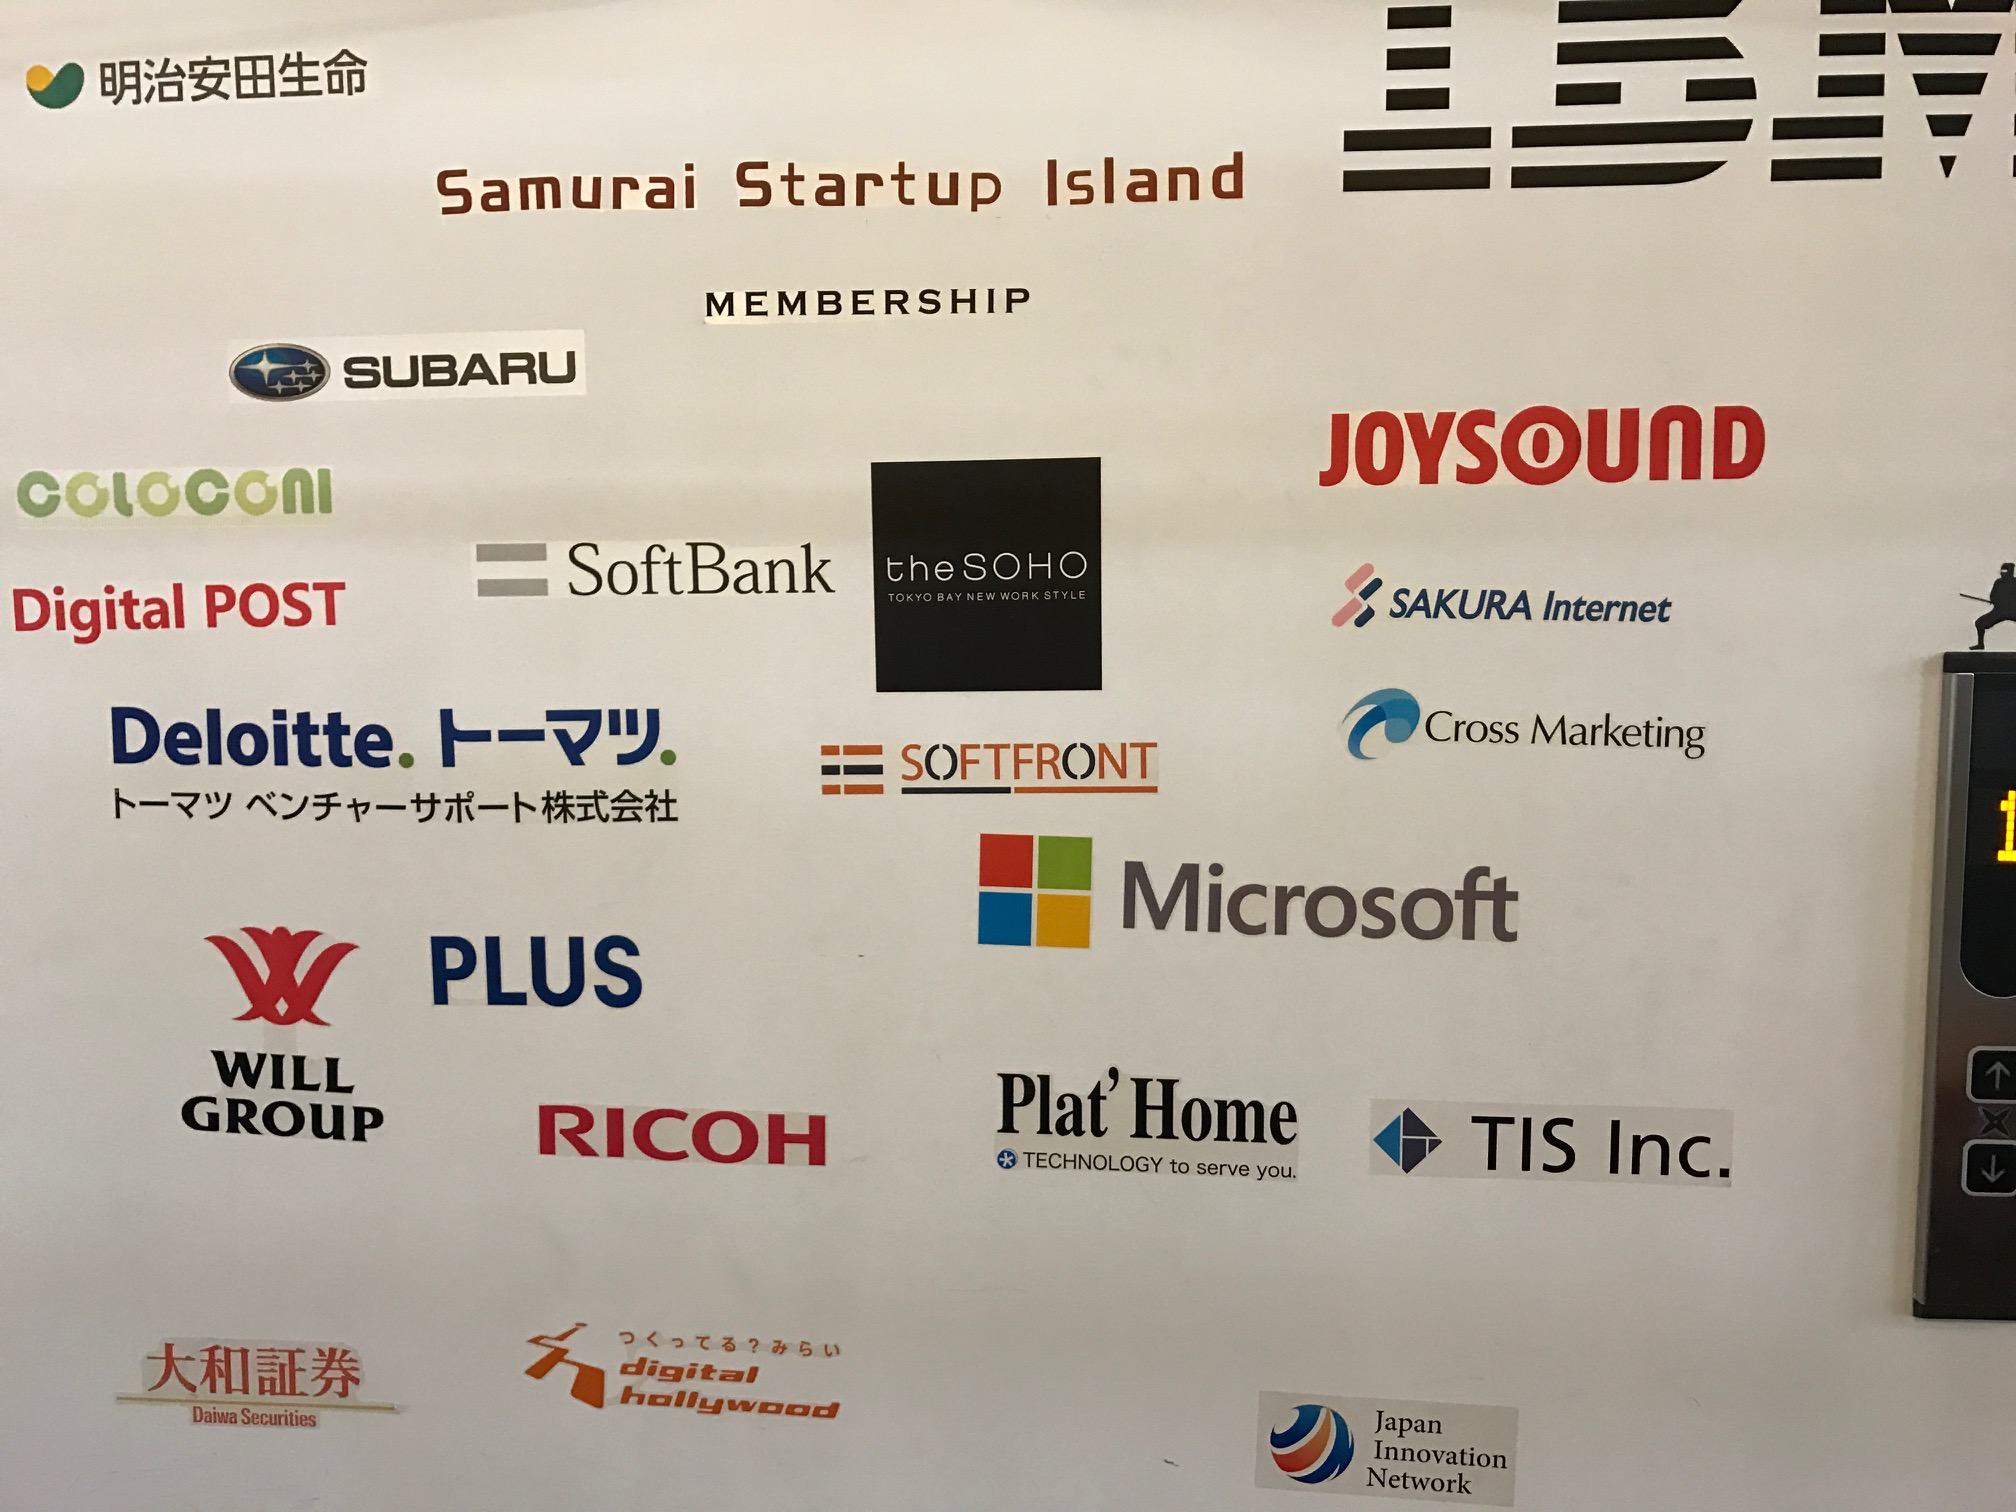 明治安田生命
IBM
Samurai Startup Island
MEMBERSHIP
SUBARU
JOYSOUND
coloconi
SoftBank
the SOHO
TOKYO BAY NEW WORK STYLE
Digital POST
SAKURA Internet
Deloitte. トーマツ.
トーマツ ベンチャーサポート株式会社
SOFTFRONT
Cross Marketing
Microsoft
PLUS
WILL
GROUP
RICOH
Plat'Home
TECHNOLOGY to serve you.
TIS Inc.
大和証券
Daiwa Securities
つくってる?みらい
digital
hollywood
Japan
Innovation
Network